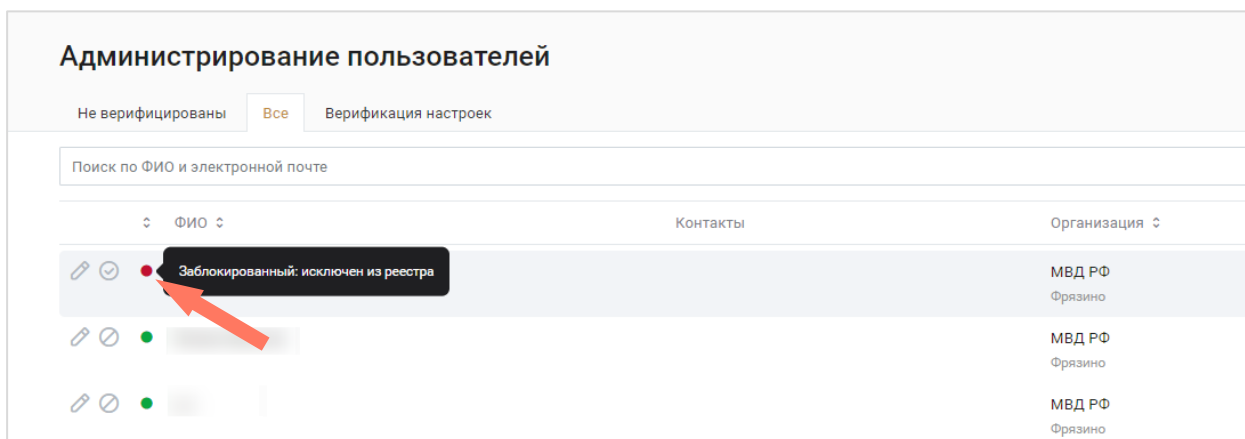 Администрирование пользователей
Не верифицированы Все Верификация настроек
Поиск по ФИО и электронной почте
ФИО Контакты Организация
Заблокированный: исключен из реестра МВД РФ
Фрязино
МВД РФ
Фрязино
МВД РФ
Фрязино